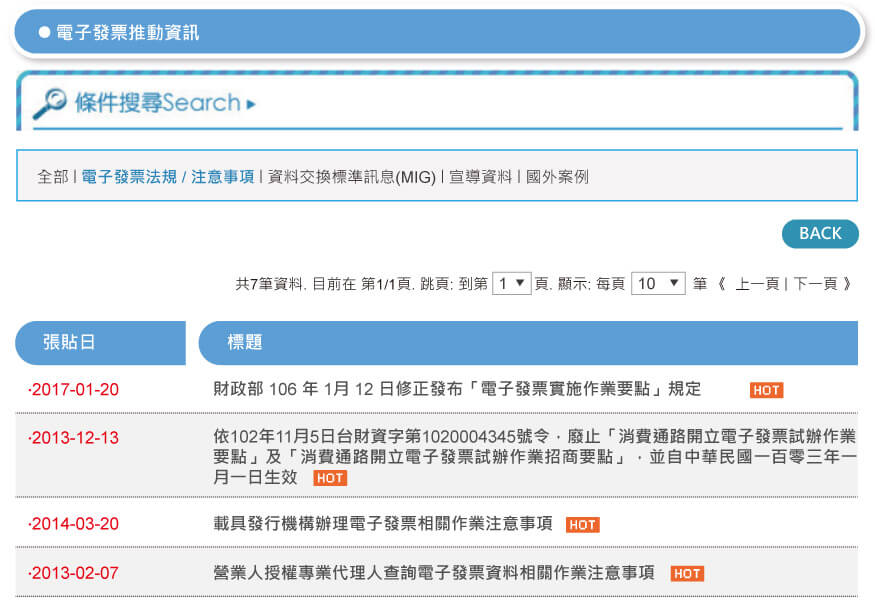 ●電子發票推動資訊
條件搜尋Search▸
全部 | 電子發票法規 / 注意事項 | 資料交換標準訊息(MIG) | 宣導資料 | 國外案例
BACK
共7筆資料. 目前在 第1/1頁. 跳頁: 到第 1 ▼ 頁. 顯示: 每頁 10 ▼ 筆 《 上一頁 | 下一頁 》
張貼日 標題
·2017-01-20 財政部 106 年 1月 12 日修正發布「電子發票實施作業要點」規定 HOT
·2013-12-13 依102年11月5日台財資字第1020004345號令，廢止「消費通路開立電子發票試辦作業
要點」及「消費通路開立電子發票試辦作業招商要點」，並自中華民國一百零三年一
月一日生效 HOT
·2014-03-20 載具發行機構辦理電子發票相關作業注意事項 HOT
·2013-02-07 營業人授權專業代理人查詢電子發票資料相關作業注意事項 HOT